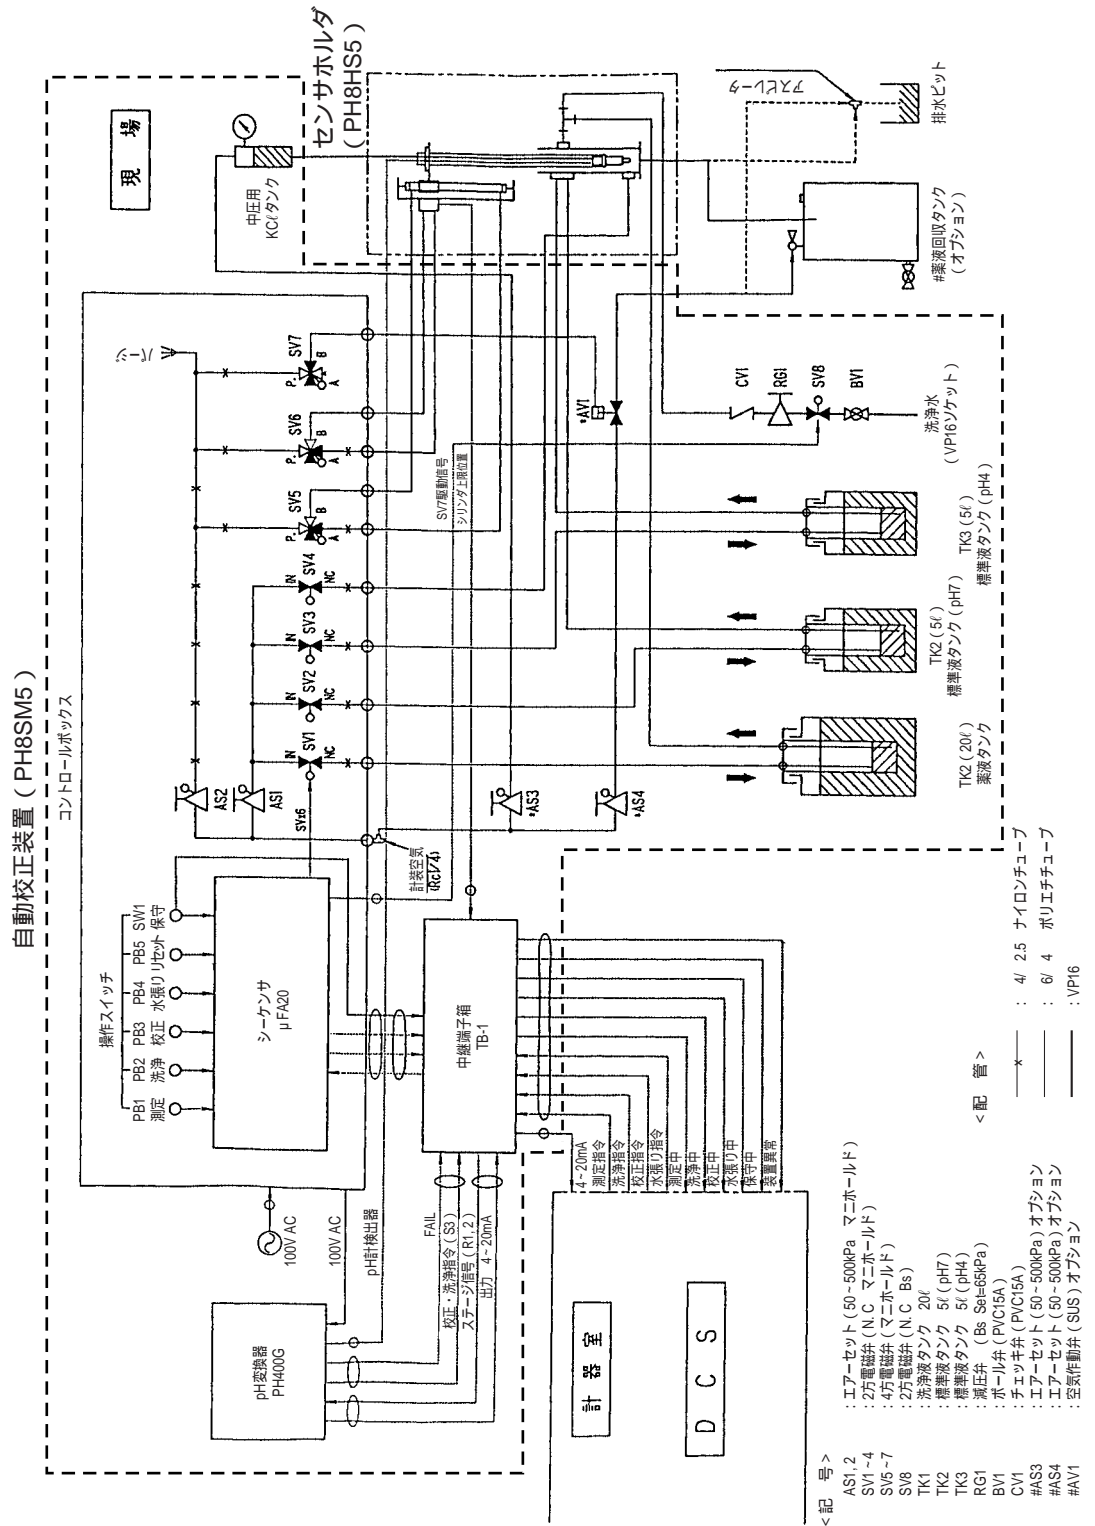 自動校正装置 ( PH8SM5 )
コントロールボックス
操作スイッチ
PB1 PB2 PB3 PB4 PB5 SW1
測定 洗浄 校正 水張り リセット 保守
シーケンサ
μFA20
100V AC
100V AC
pH変換器
PH400G
pH計検出器
FAIL
校正・洗浄指令 ( S3 )
ステージ信号 ( R1, 2 )
出力 4~20mA
中継端子箱
TB-1
計装空気
(Rc1/4)
SV1~6
AS2
AS1
*AS3
*AS4
IN SV1 NC
IN SV2 NC
IN SV3 NC
IN SV4 NC
P. SV5 A B
P. SV6 A B
P. SV7 A B
パージ
SV7駆動信号
シリンダ上限位置
*AV1
現 場
中圧用
KCℓタンク
センサホルダ
( PH8HS5 )
アスピレータ
排水ピット
#薬液回収タンク
( オプション )
CV1
RG1
SV8
BV1
洗浄水
( VP16ソケット )
TK3 ( 5ℓ )
標準液タンク ( pH4 )
TK2 ( 5ℓ )
標準液タンク ( pH7 )
TK2 ( 20ℓ )
薬液タンク
4~20mA
測定指令
洗浄指令
校正指令
水張り指令
測定中
洗浄中
校正中
水張り中
保守中
装置異常
計 器 室
D C S
<記 号>
AS1, 2 : エアーセット ( 50~500kPa マニホールド )
SV1~4 : 2方電磁弁 ( N. C マニホールド )
SV5~7 : 4方電磁弁 ( マニホールド )
SV8 : 2方電磁弁 ( N. C Bs )
TK1 : 洗浄液タンク 20ℓ
TK2 : 標準液タンク 5ℓ ( pH7 )
TK3 : 標準液タンク 5ℓ ( pH4 )
RG1 : 減圧弁 ( Bs Set=65kPa )
BV1 : ボール弁 ( PVC15A )
CV1 : チェッキ弁 ( PVC15A )
#AS3 : エアーセット ( 50~500kPa ) オプション
#AS4 : エアーセット ( 50~500kPa ) オプション
#AV1 : 空気作動弁 ( SUS ) オプション
<配 管>
x : 4/ 2.5 ナイロンチューブ
: 6/ 4 ポリエチチューブ
: VP16